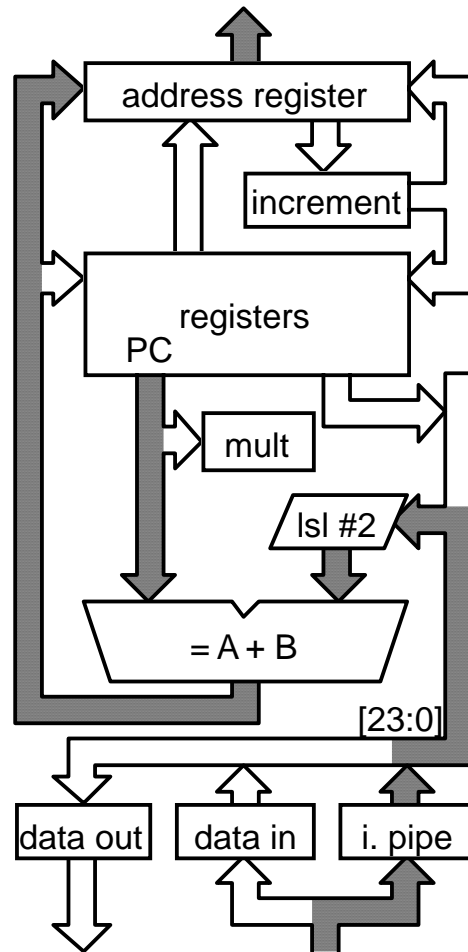 address register
increment
registers
PC
mult
lsl #2
= A + B
[23:0]
data out
data in
i. pipe